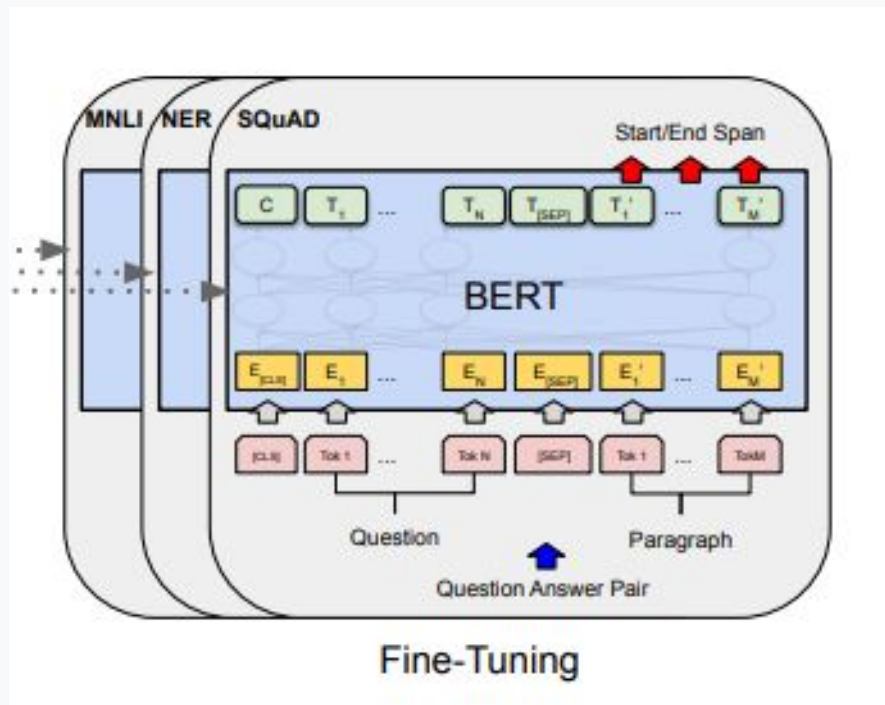 MNLI NER SQuAD
Start/End Span
C T1 ... TN T[SEP] T1' ... TM'
BERT
E[CLS] E1 ... EN E[SEP] E1' ... EM'
[CLS] Tok 1 ... Tok N [SEP] Tok 1 ... TokM
Question Paragraph
Question Answer Pair
Fine-Tuning